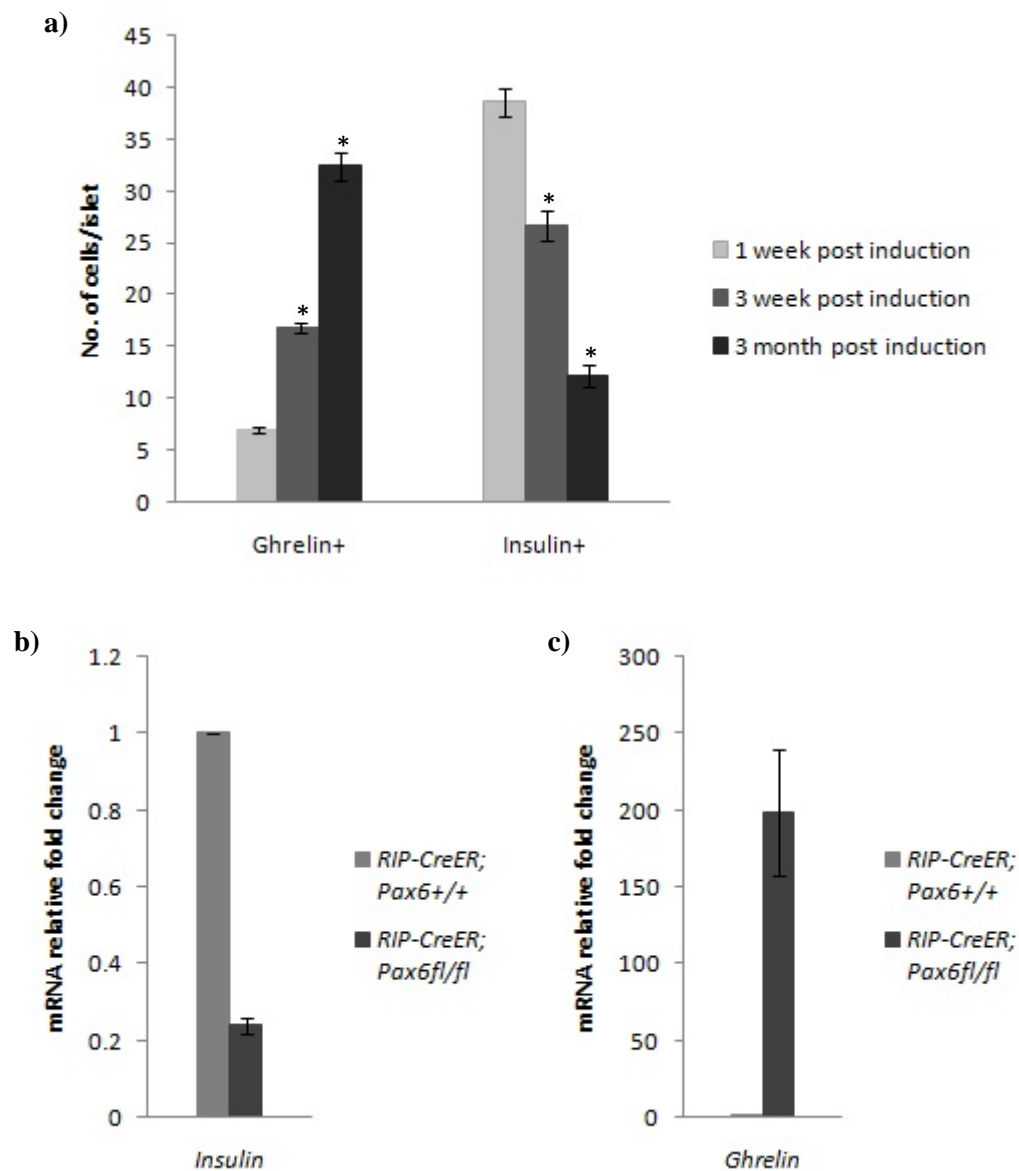 a)
45
40
35
30
25
20
15
10
5
0
No. of cells/islet
*
*
*
*
Ghrelin+
Insulin+
1 week post induction
3 week post induction
3 month post induction
b)
1.2
1
0.8
0.6
0.4
0.2
0
mRNA relative fold change
Insulin
RIP-CreER;
Pax6+/+
RIP-CreER;
Pax6fl/fl
c)
300
250
200
150
100
50
0
mRNA relative fold change
Ghrelin
RIP-CreER;
Pax6+/+
RIP-CreER;
Pax6fl/fl